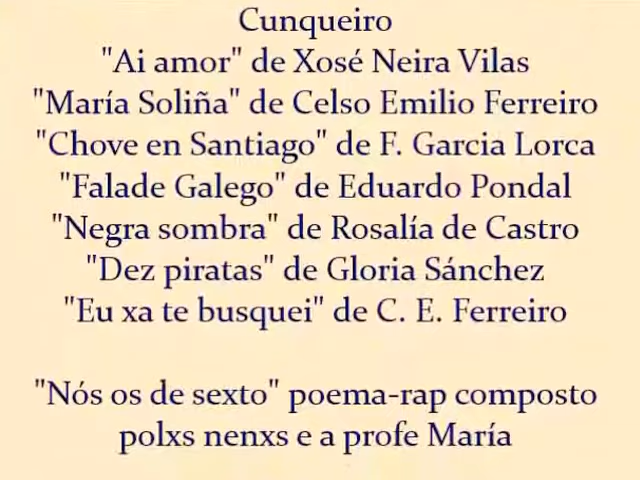 Cunqueiro
"Ai amor" de Xosé Neira Vilas
"María Soliña" de Celso Emilio Ferreiro
"Chove en Santiago" de F. Garcia Lorca
"Falade Galego" de Eduardo Pondal
"Negra sombra" de Rosalía de Castro
"Dez piratas" de Gloria Sánchez
"Eu xa te busquei" de C. E. Ferreiro
"Nós os de sexto" poema-rap composto
polxs nenxs e a profe María